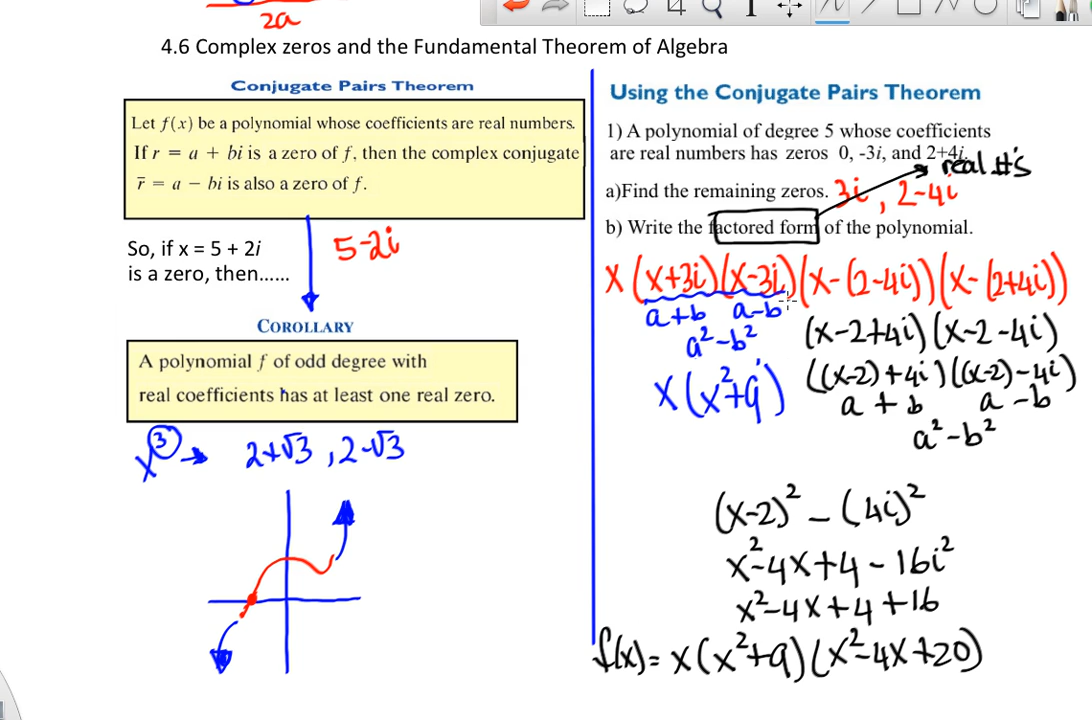 2a
4.6 Complex zeros and the Fundamental Theorem of Algebra
Conjugate Pairs Theorem
Let f(x) be a polynomial whose coefficients are real numbers.
If r = a + bi is a zero of f, then the complex conjugate
r̄ = a − bi is also a zero of f.
So, if x = 5 + 2i
is a zero, then......
5-2i
COROLLARY
A polynomial f of odd degree with
real coefficients has at least one real zero.
x³ → 2+√3 , 2-√3
Using the Conjugate Pairs Theorem
1) A polynomial of degree 5 whose coefficients
are real numbers has zeros 0, -3i, and 2+4i.
real #'s
a)Find the remaining zeros. 3i , 2-4i
b) Write the factored form of the polynomial.
x (x+3i)(x-3i)(x-(2-4i))(x-(2+4i))
a+b a-b
a²-b²
x(x²+9)
(x-2+4i)(x-2-4i)
((x-2)+4i)((x-2)-4i)
a + b a - b
a²-b²
(x-2)² - (4i)²
x²-4x+4-16i²
x²-4x+4+16
f(x)= x(x²+9)(x²-4x+20)